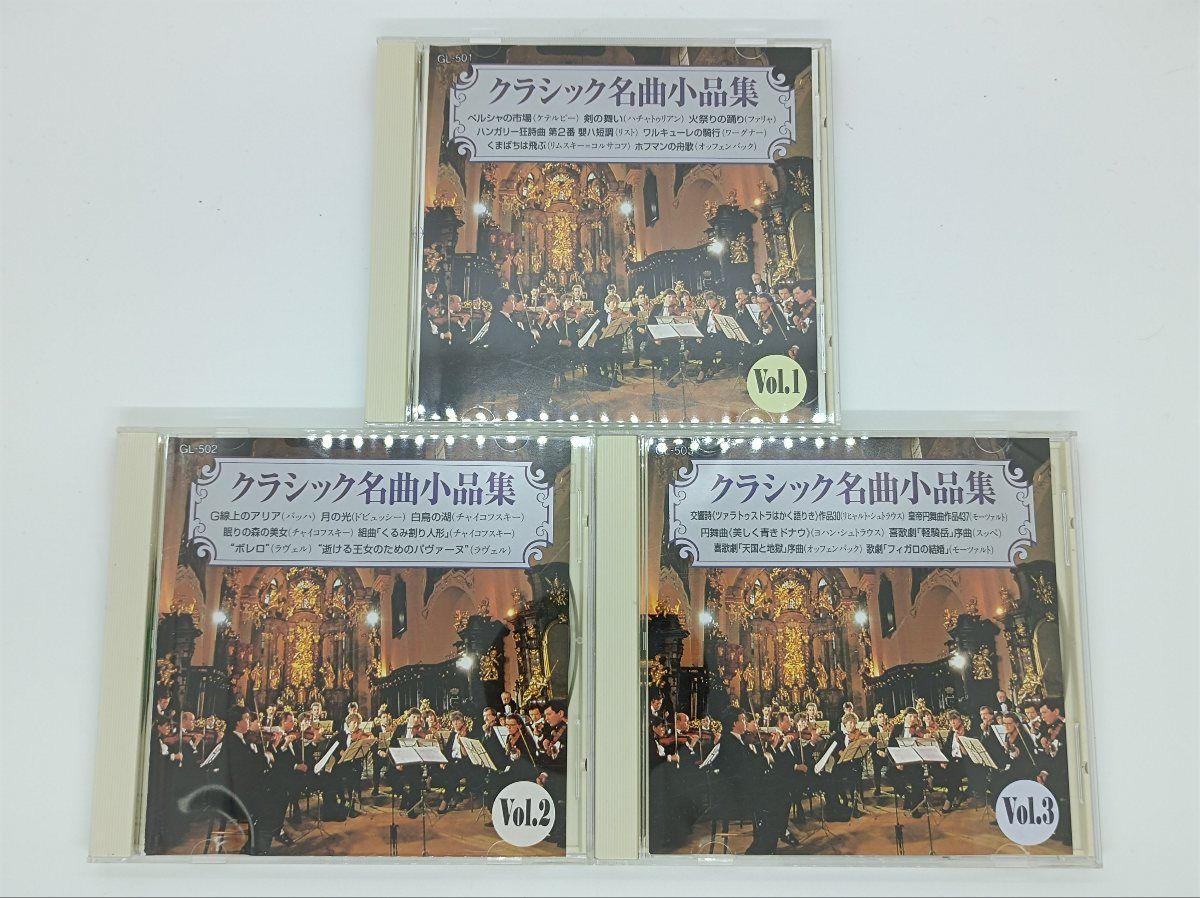 GL-501
クラシック名曲小品集
ペルシャの市場(ケテルビー) 剣の舞い(ハチャトゥリアン) 火祭りの踊り(ファリャ)
ハンガリー狂詩曲 第2番 嬰ハ短調(リスト) ワルキューレの騎行(ワーグナー)
くまばちは飛ぶ(リムスキー=コルサコフ) ホフマンの舟歌(オッフェンバック)
Vol.1
GL-502
クラシック名曲小品集
G線上のアリア(バッハ) 月の光(ドビュッシー) 白鳥の湖(チャイコフスキー)
眠りの森の美女(チャイコフスキー) 組曲「くるみ割り人形」(チャイコフスキー)
“ボレロ”(ラヴェル) “逝ける王女のためのパヴァーヌ”(ラヴェル)
Vol.2
GL-503
クラシック名曲小品集
交響詩《ツァラトゥストラはかく語りき》作品30(リヒャルト・シュトラウス) 皇帝円舞曲作品437(モーツァルト)
円舞曲《美しく青きドナウ》(ヨハン・シュトラウス) 喜歌劇「軽騎兵」序曲(スッペ)
喜歌劇「天国と地獄」序曲(オッフェンバック) 歌劇「フィガロの結婚」(モーツァルト)
Vol.3